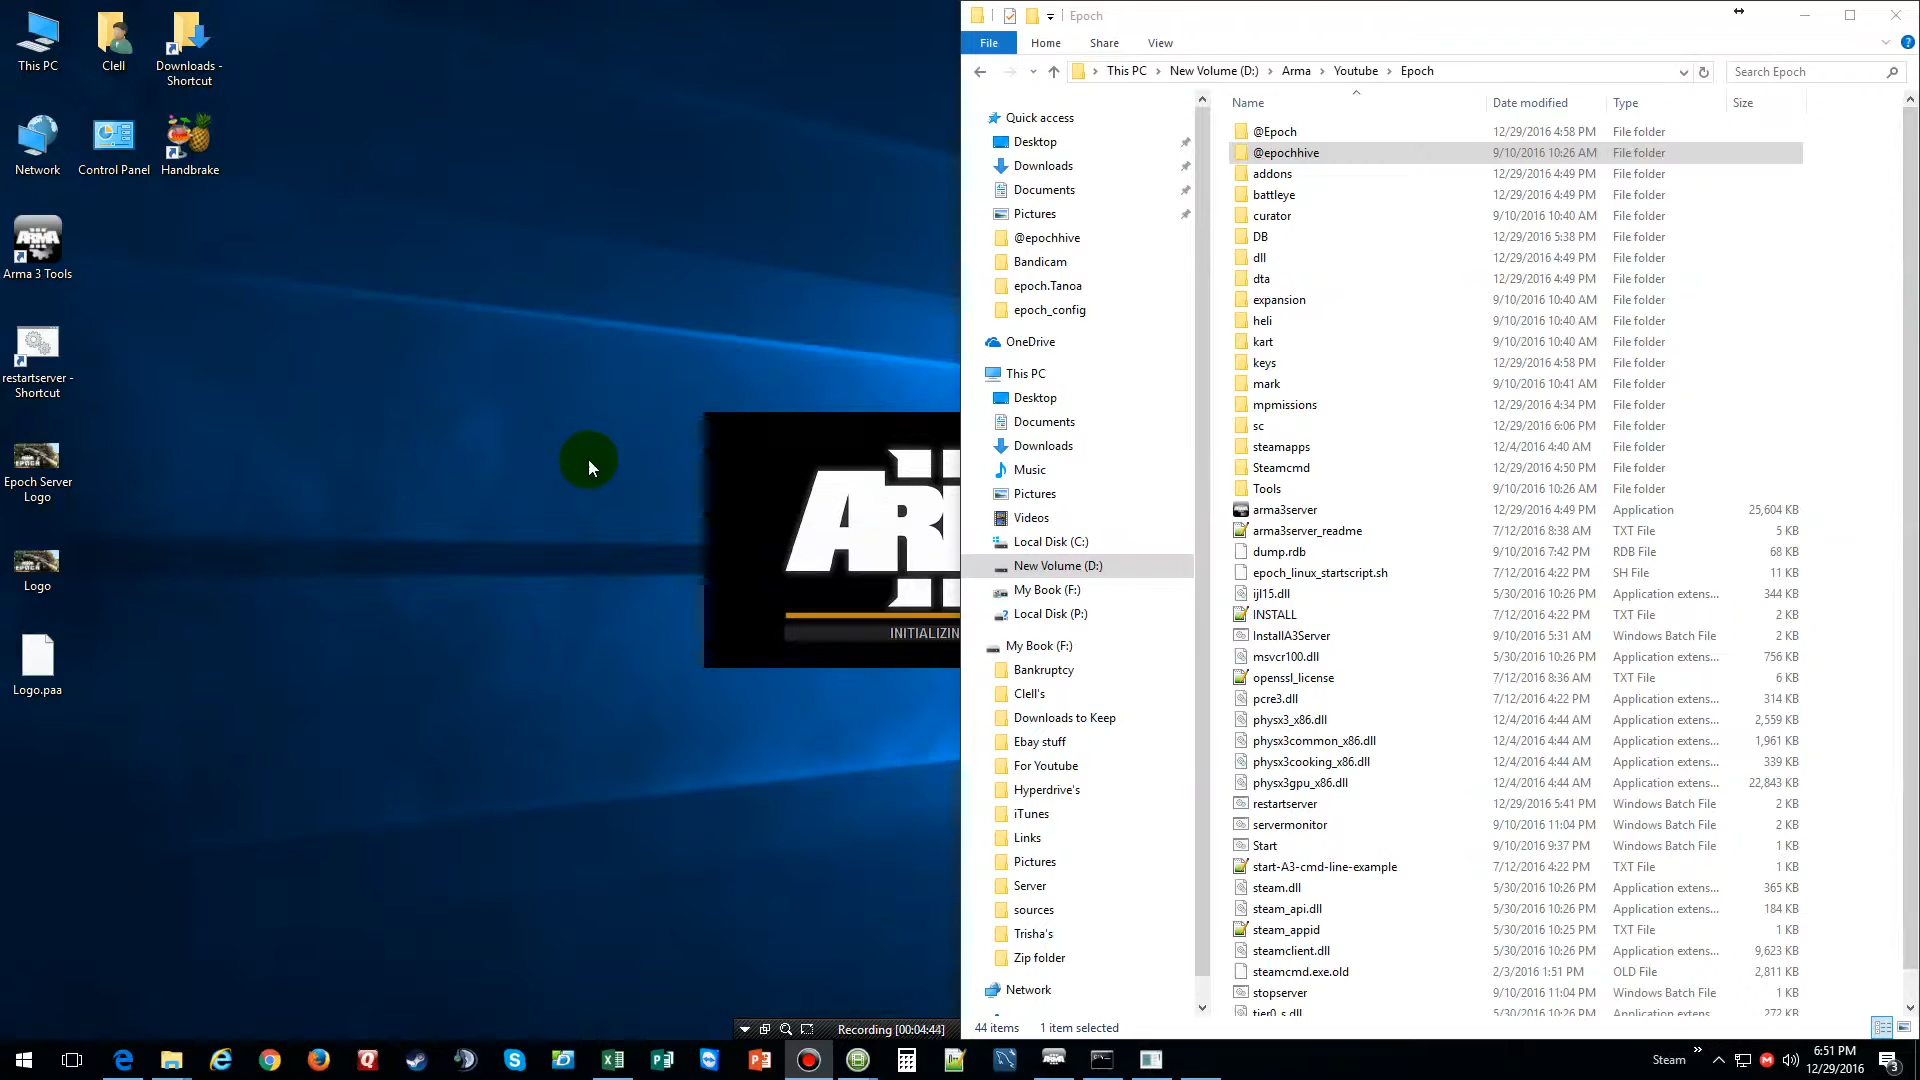 This PC
Clell
Downloads -
Shortcut
Network
Control Panel
Handbrake
Arma 3 Tools
restartserver -
Shortcut
Epoch Server
Logo
Logo
Logo.paa
INITIALIZIN
Recording [00:04:44]
Epoch
File
Home
Share
View
This PC
New Volume (D:)
Arma
Youtube
Epoch
Search Epoch
Quick access
Desktop
Downloads
Documents
Pictures
@epochhive
Bandicam
epoch.Tanoa
epoch_config
OneDrive
This PC
Desktop
Documents
Downloads
Music
Pictures
Videos
Local Disk (C:)
New Volume (D:)
My Book (F:)
Local Disk (P:)
My Book (F:)
Bankruptcy
Clell's
Downloads to Keep
Ebay stuff
For Youtube
Hyperdrive's
iTunes
Links
Pictures
Server
sources
Trisha's
Zip folder
Network
Name Date modified Type Size
@Epoch 12/29/2016 4:58 PM File folder
@epochhive 9/10/2016 10:26 AM File folder
addons 12/29/2016 4:49 PM File folder
battleye 12/29/2016 4:49 PM File folder
curator 9/10/2016 10:40 AM File folder
DB 12/29/2016 5:38 PM File folder
dll 12/29/2016 4:49 PM File folder
dta 12/29/2016 4:49 PM File folder
expansion 9/10/2016 10:40 AM File folder
heli 9/10/2016 10:40 AM File folder
kart 9/10/2016 10:40 AM File folder
keys 12/29/2016 4:58 PM File folder
mark 9/10/2016 10:41 AM File folder
mpmissions 12/29/2016 4:34 PM File folder
sc 12/29/2016 6:06 PM File folder
steamapps 12/4/2016 4:40 AM File folder
Steamcmd 12/29/2016 4:50 PM File folder
Tools 9/10/2016 10:26 AM File folder
arma3server 12/29/2016 4:49 PM Application 25,604 KB
arma3server_readme 7/12/2016 8:38 AM TXT File 5 KB
dump.rdb 9/10/2016 7:42 PM RDB File 68 KB
epoch_linux_startscript.sh 7/12/2016 4:22 PM SH File 11 KB
ijl15.dll 5/30/2016 10:26 PM Application extens... 344 KB
INSTALL 7/12/2016 4:22 PM TXT File 2 KB
InstallA3Server 9/10/2016 5:31 AM Windows Batch File 2 KB
msvcr100.dll 5/30/2016 10:26 PM Application extens... 756 KB
openssl_license 7/12/2016 8:36 AM TXT File 6 KB
pcre3.dll 7/12/2016 4:22 PM Application extens... 314 KB
physx3_x86.dll 12/4/2016 4:44 AM Application extens... 2,559 KB
physx3common_x86.dll 12/4/2016 4:44 AM Application extens... 1,961 KB
physx3cooking_x86.dll 12/4/2016 4:44 AM Application extens... 339 KB
physx3gpu_x86.dll 12/4/2016 4:44 AM Application extens... 22,843 KB
restartserver 12/29/2016 5:41 PM Windows Batch File 2 KB
servermonitor 9/10/2016 11:04 PM Windows Batch File 2 KB
Start 9/10/2016 9:37 PM Windows Batch File 1 KB
start-A3-cmd-line-example 7/12/2016 4:22 PM TXT File 1 KB
steam.dll 5/30/2016 10:26 PM Application extens... 365 KB
steam_api.dll 5/30/2016 10:26 PM Application extens... 184 KB
steam_appid 5/30/2016 10:25 PM TXT File 1 KB
steamclient.dll 5/30/2016 10:26 PM Application extens... 9,623 KB
steamcmd.exe.old 2/3/2016 1:51 PM OLD File 2,811 KB
stopserver 9/10/2016 11:04 PM Windows Batch File 1 KB
tier0_s.dll 5/30/2016 10:26 PM Application extens... 272 KB
44 items 1 item selected
Steam
6:51 PM
12/29/2016
3